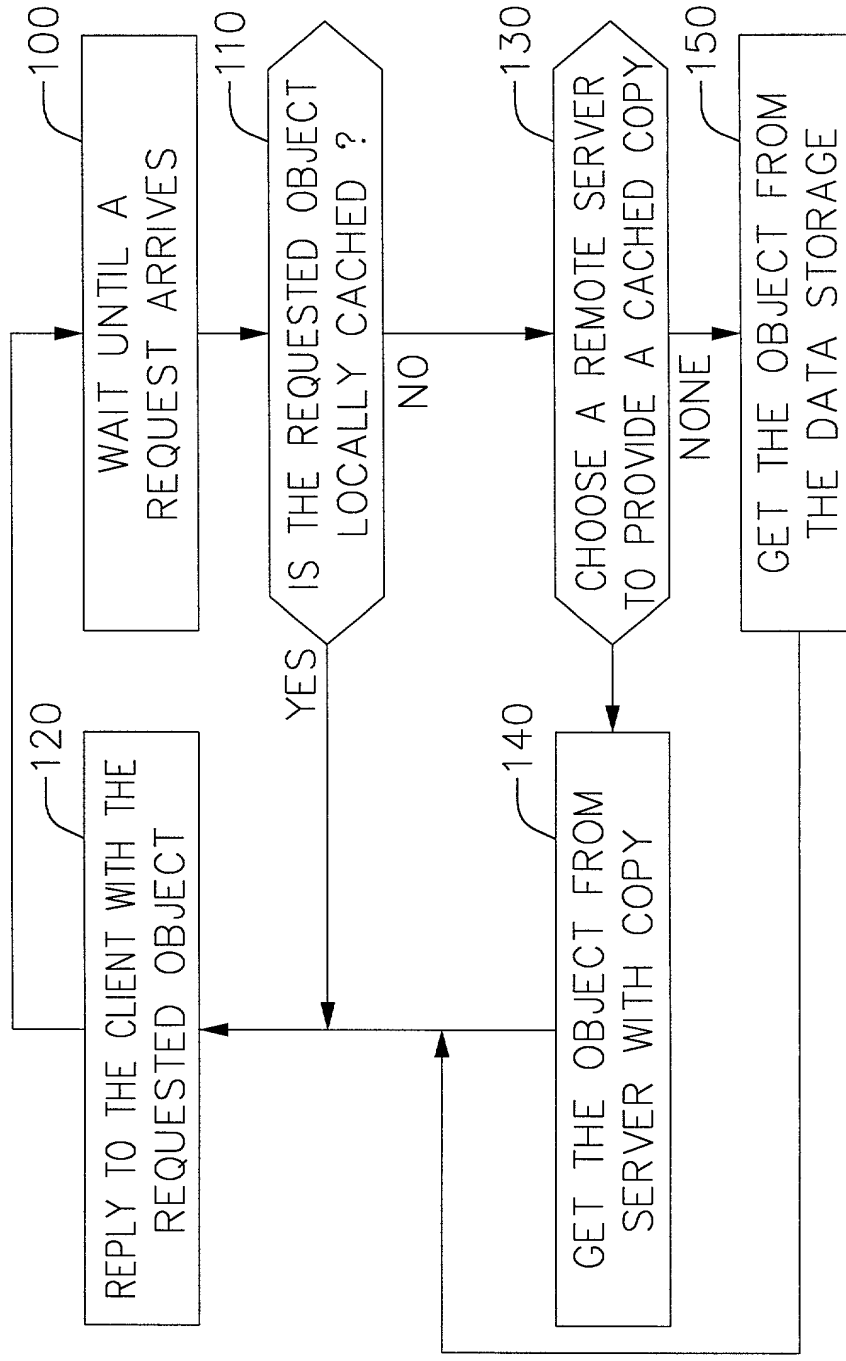 100
WAIT UNTIL A
REQUEST ARRIVES
110
IS THE REQUESTED OBJECT
LOCALLY CACHED ?
YES
NO
120
REPLY TO THE CLIENT WITH THE
REQUESTED OBJECT
130
CHOOSE A REMOTE SERVER
TO PROVIDE A CACHED COPY
NONE
140
GET THE OBJECT FROM
SERVER WITH COPY
150
GET THE OBJECT FROM
THE DATA STORAGE